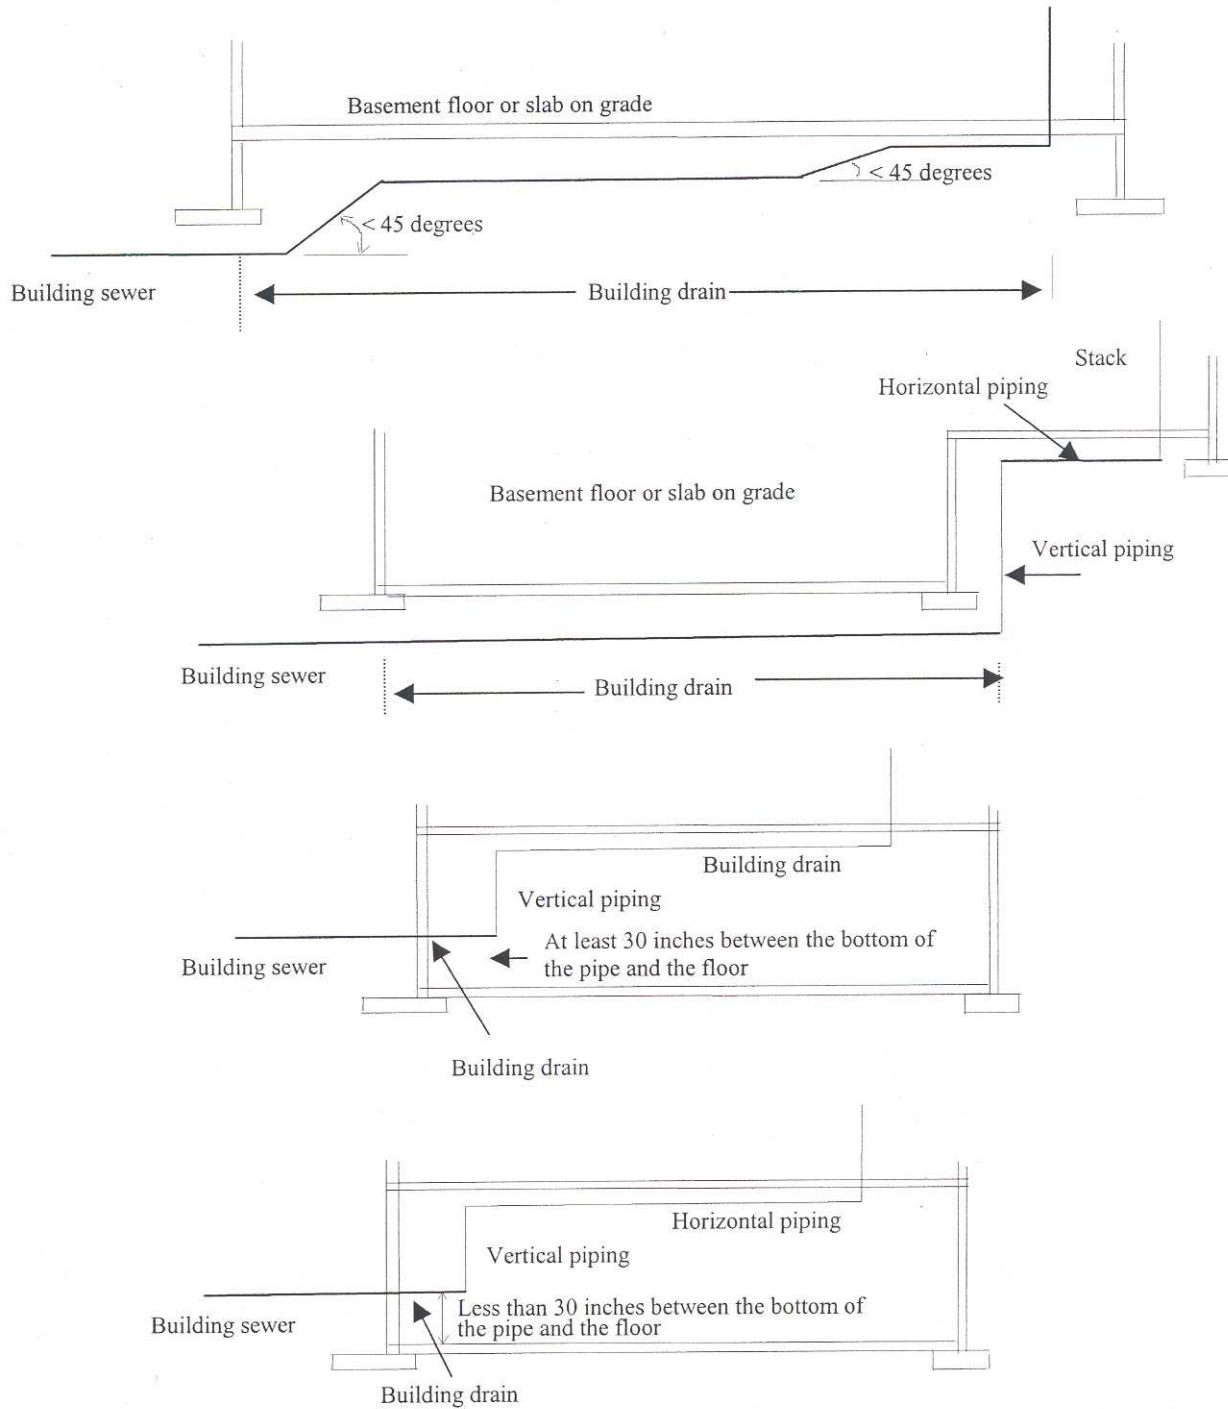 Basement floor or slab on grade
< 45 degrees
< 45 degrees
Building sewer
Building drain
Stack
Horizontal piping
Basement floor or slab on grade
Vertical piping
Building sewer
Building drain
Building drain
Vertical piping
At least 30 inches between the bottom of
the pipe and the floor
Building sewer
Building drain
Horizontal piping
Vertical piping
Less than 30 inches between the bottom of
the pipe and the floor
Building sewer
Building drain